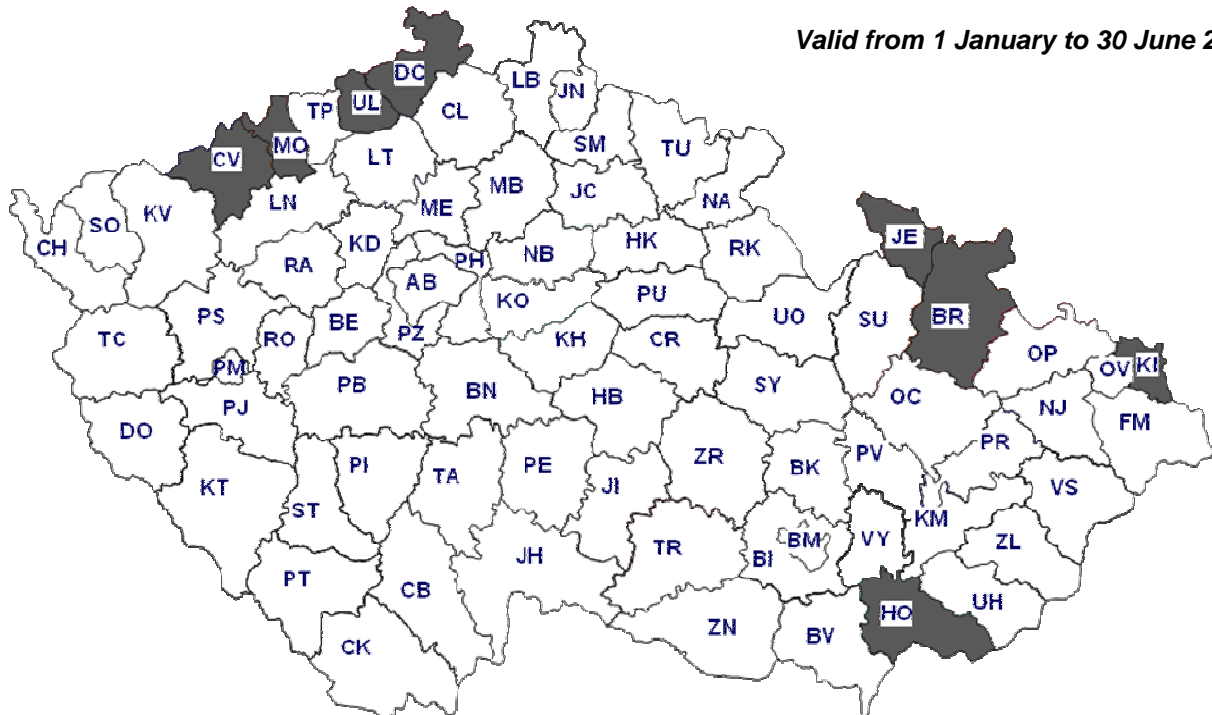 Valid from 1 January to 30 June 2
DC
LB
JN
UL
TP
CL
MO
CV
LT
SM
TU
MB
JC
NA
LN
ME
KV
SO
CH
KD
NB
HK
RK
JE
PH
RA
AB
KO
PU
PS
BE
UO
SU
BR
TC
RO
PZ
KH
CR
OP
PM
OV
KI
PB
BN
HB
SY
OC
NJ
FM
PJ
DO
PI
TA
PE
ZR
BK
PV
PR
VS
KT
JI
ST
KM
JH
TR
BM
BI
VY
ZL
PT
CB
HO
UH
CK
ZN
BV